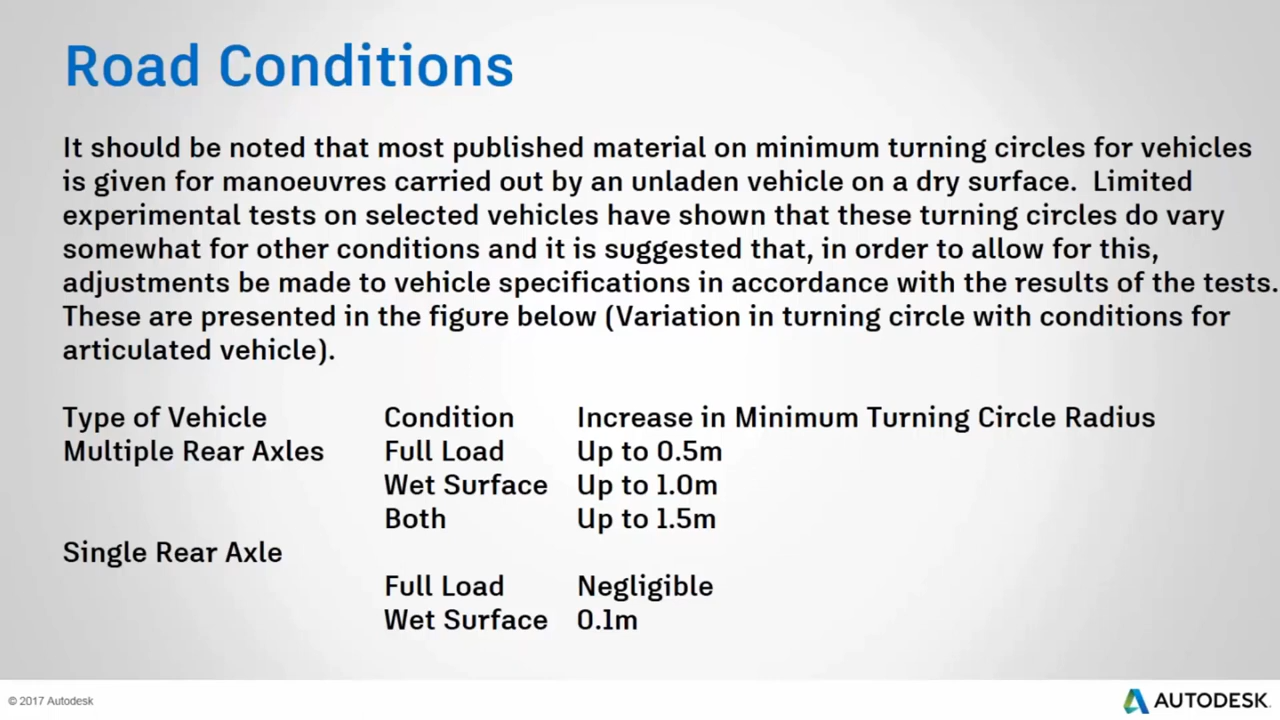 Road Conditions
It should be noted that most published material on minimum turning circles for vehicles
is given for manoeuvres carried out by an unladen vehicle on a dry surface.  Limited
experimental tests on selected vehicles have shown that these turning circles do vary
somewhat for other conditions and it is suggested that, in order to allow for this,
adjustments be made to vehicle specifications in accordance with the results of the tests.
These are presented in the figure below (Variation in turning circle with conditions for
articulated vehicle).
Type of Vehicle Condition Increase in Minimum Turning Circle Radius
Multiple Rear Axles Full Load Up to 0.5m
Wet Surface Up to 1.0m
Both Up to 1.5m
Single Rear Axle
Full Load Negligible
Wet Surface 0.1m
© 2017 Autodesk
AUTODESK.